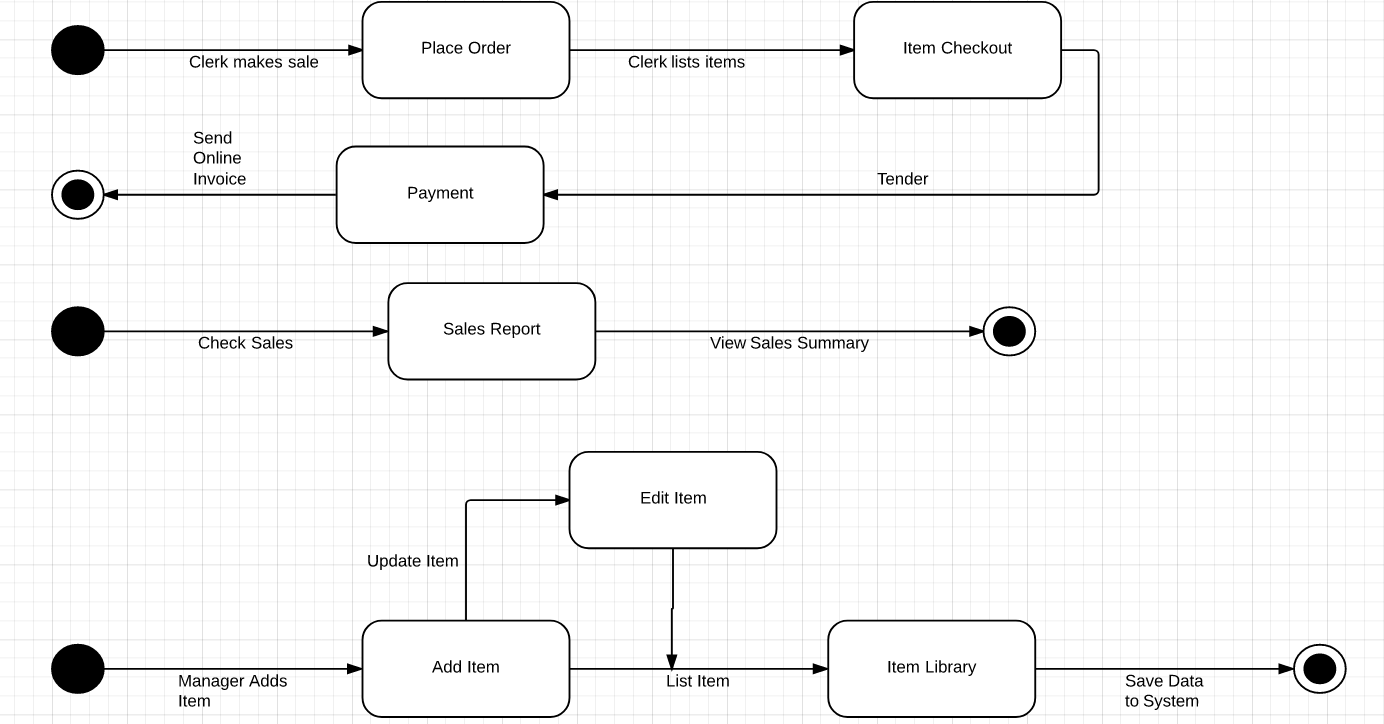 Place Order
Item Checkout
Clerk makes sale
Clerk lists items
Send
Online
Invoice
Payment
Tender
Sales Report
Check Sales
View Sales Summary
Edit Item
Update Item
Add Item
Item Library
Manager Adds
Item
List Item
Save Data
to System